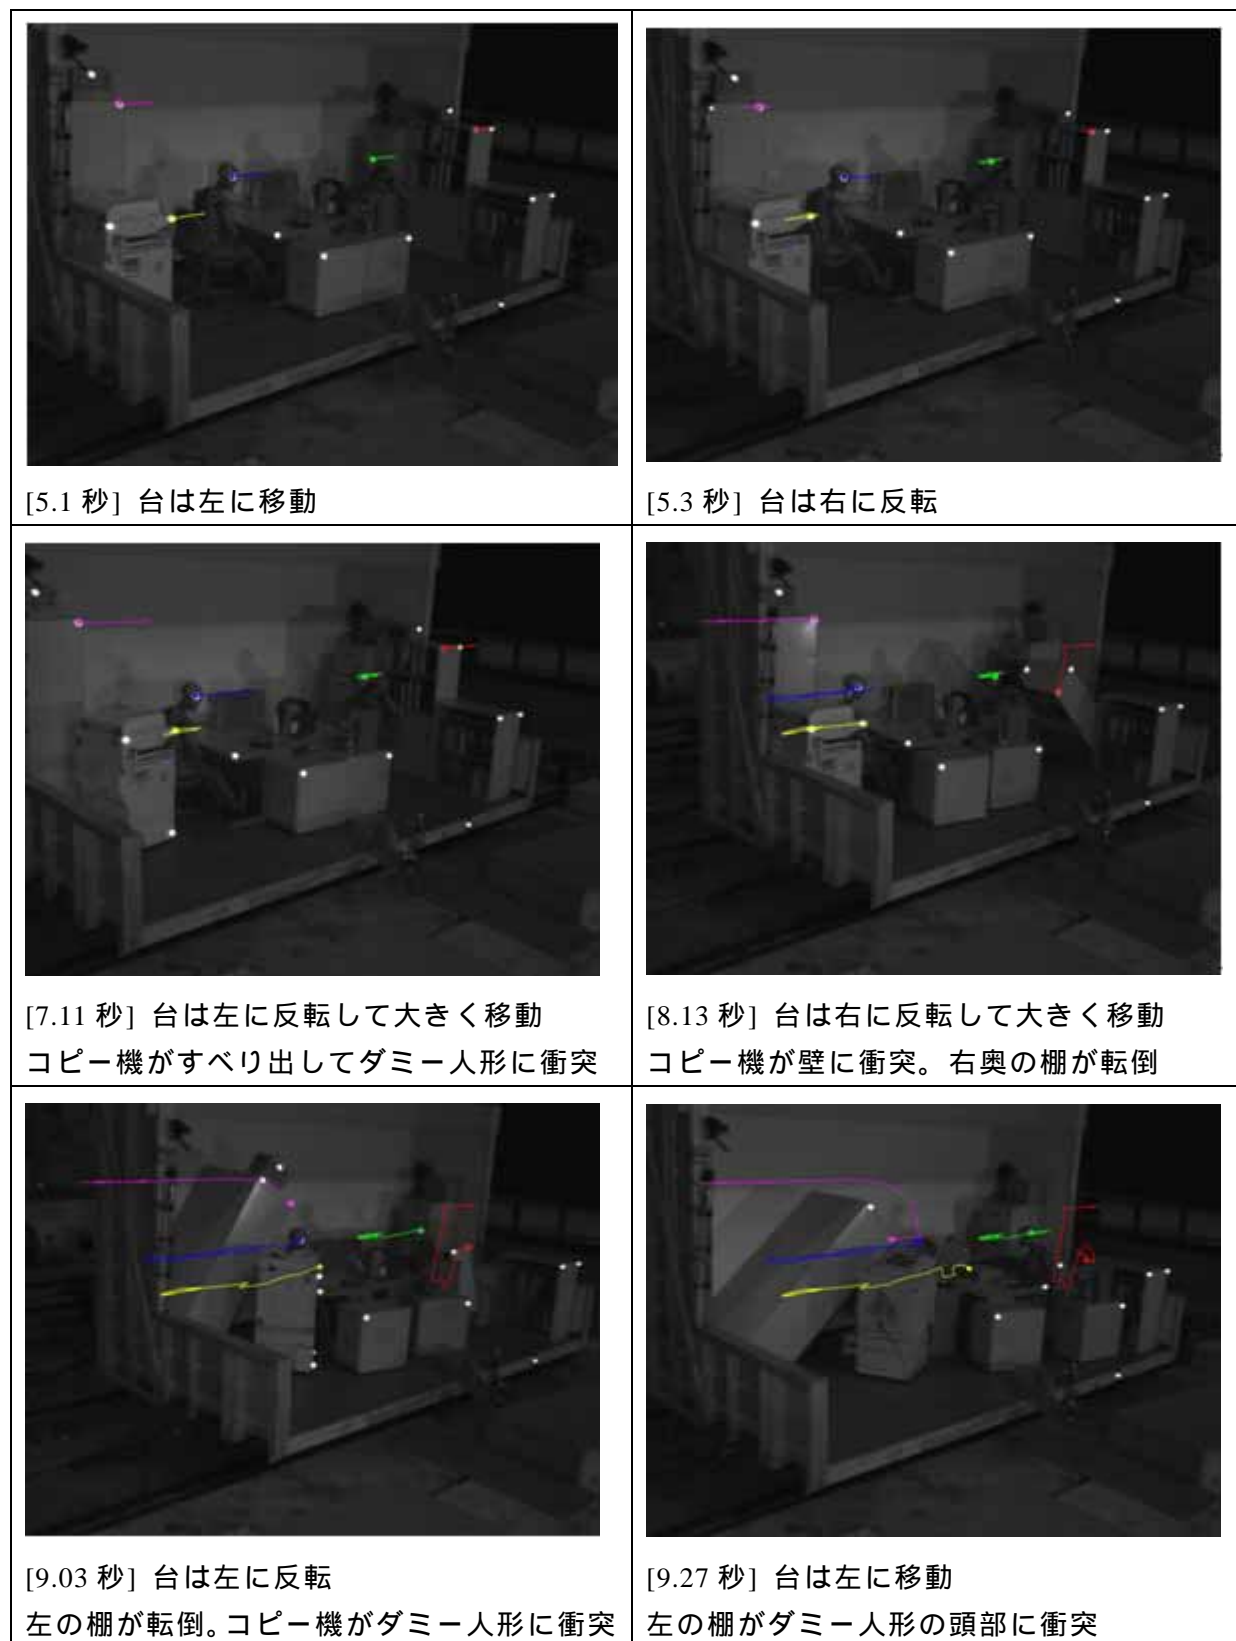 [5.1 秒] 台は左に移動
[5.3 秒] 台は右に反転
[7.11 秒] 台は左に反転して大きく移動
コピー機がすべり出してダミー人形に衝突
[8.13 秒] 台は右に反転して大きく移動
コピー機が壁に衝突。右奥の棚が転倒
[9.03 秒] 台は左に反転
左の棚が転倒。コピー機がダミー人形に衝突
[9.27 秒] 台は左に移動
左の棚がダミー人形の頭部に衝突